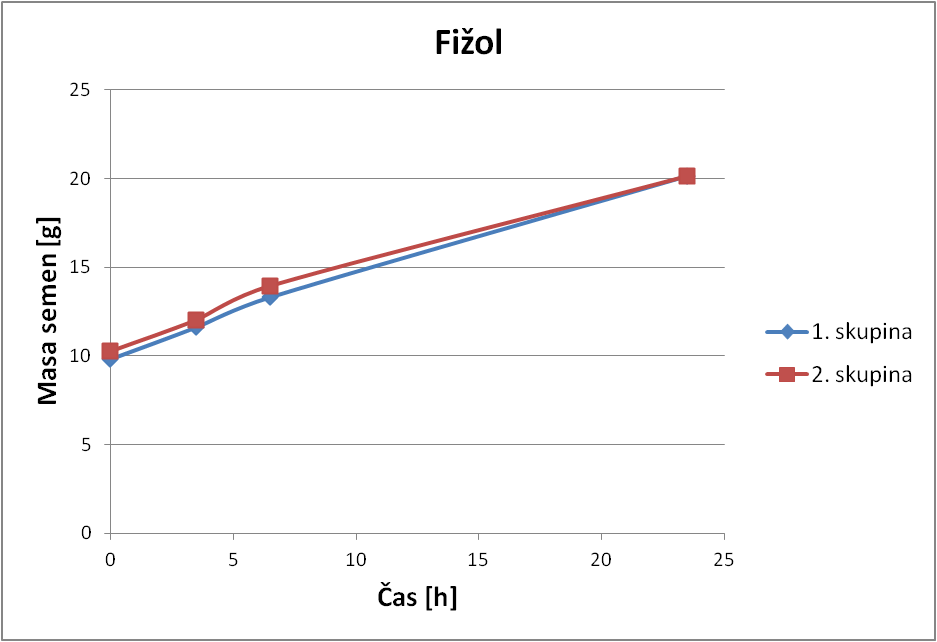 Fižol
25
20
15
10
5
0
Masa semen [g]
0 5 10 15 20 25
Čas [h]
1. skupina
2. skupina